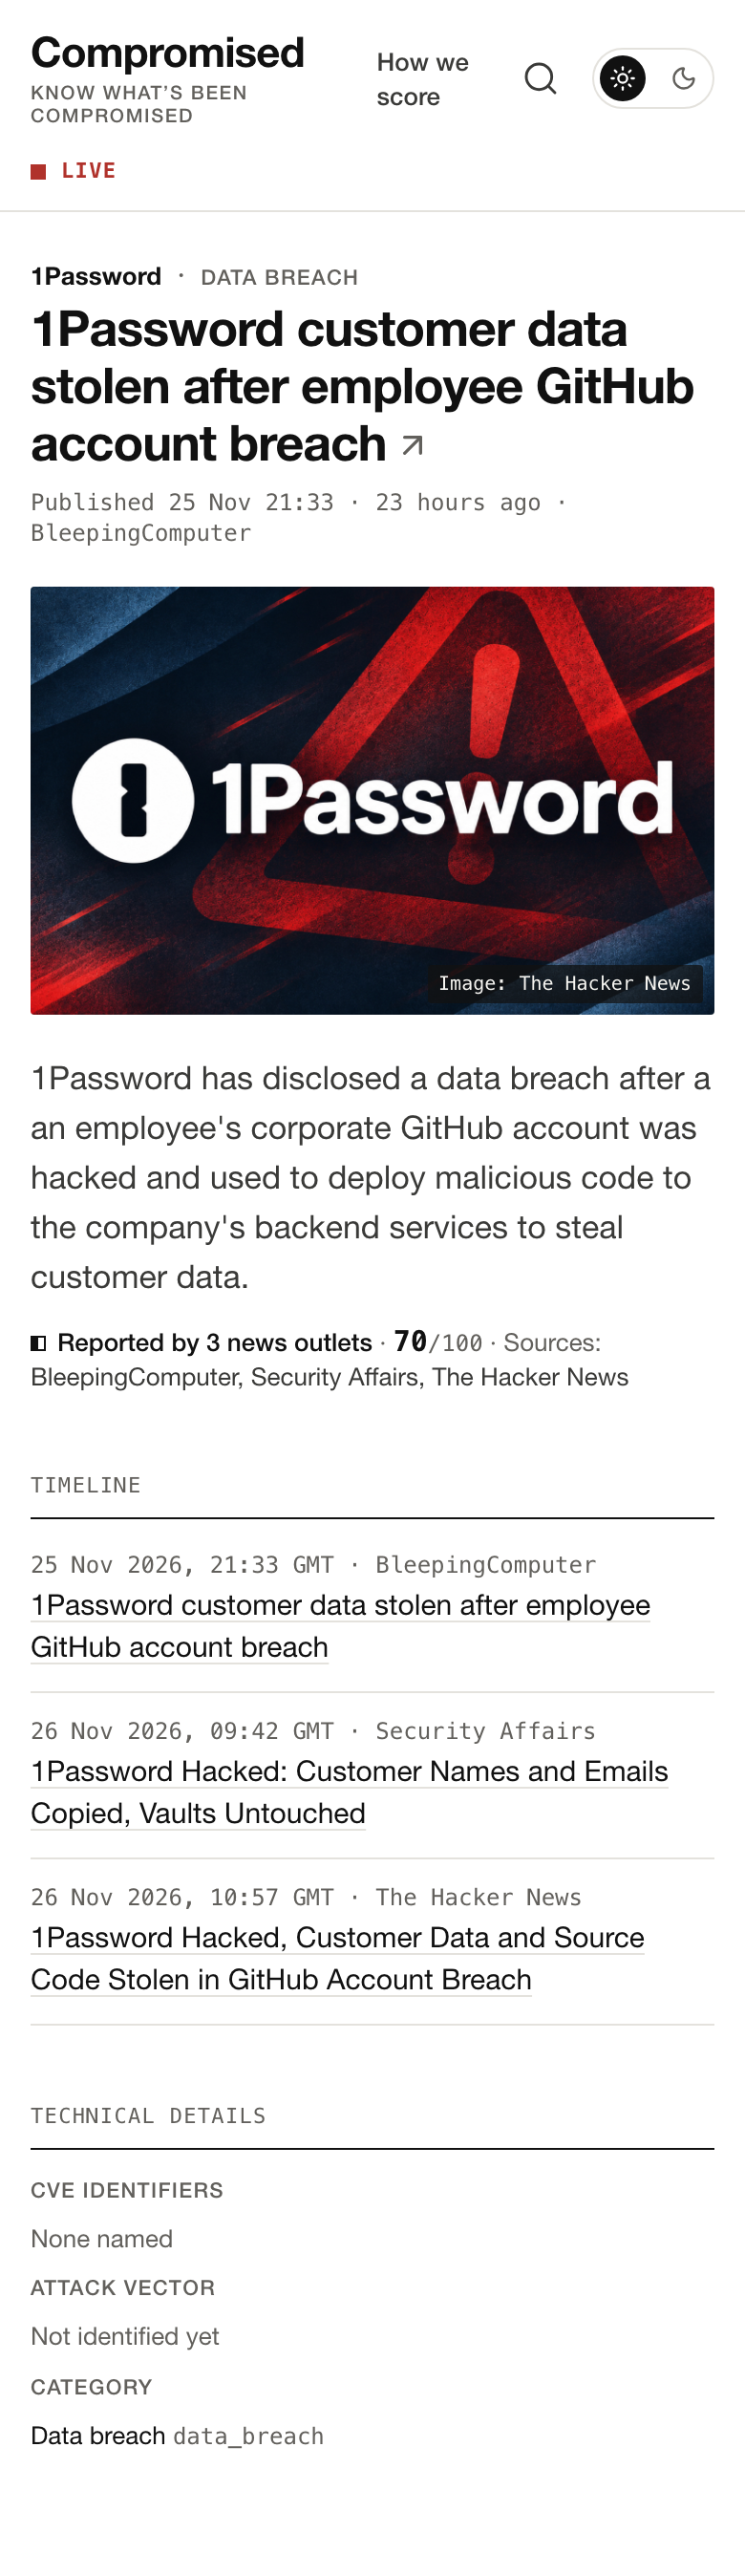 Compromised
KNOW WHAT'S BEEN
COMPROMISED
How we
score
LIVE
1Password · DATA BREACH
1Password customer data
stolen after employee GitHub
account breach ↗
Published 25 Nov 21:33 · 23 hours ago ·
BleepingComputer
1Password
Image: The Hacker News
1Password has disclosed a data breach after a
an employee's corporate GitHub account was
hacked and used to deploy malicious code to
the company's backend services to steal
customer data.
Reported by 3 news outlets · 70/100 · Sources:
BleepingComputer, Security Affairs, The Hacker News
TIMELINE
25 Nov 2026, 21:33 GMT · BleepingComputer
1Password customer data stolen after employee
GitHub account breach
26 Nov 2026, 09:42 GMT · Security Affairs
1Password Hacked: Customer Names and Emails
Copied, Vaults Untouched
26 Nov 2026, 10:57 GMT · The Hacker News
1Password Hacked, Customer Data and Source
Code Stolen in GitHub Account Breach
TECHNICAL DETAILS
CVE IDENTIFIERS
None named
ATTACK VECTOR
Not identified yet
CATEGORY
Data breach data_breach